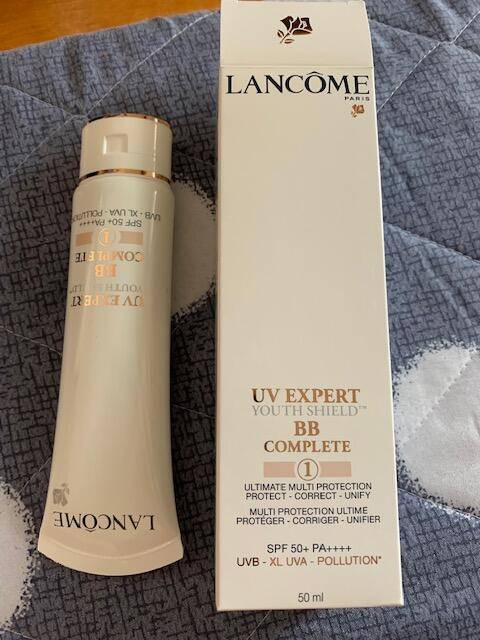 LANCÔME
PARIS
UV EXPERT
YOUTH SHIELD™
BB
COMPLETE
1
ULTIMATE MULTI PROTECTION
PROTECT - CORRECT - UNIFY
MULTI PROTECTION ULTIME
PROTÉGER - CORRIGER - UNIFIER
SPF 50+ PA++++
UVB - XL UVA - POLLUTION*
50 ml
LANCÔME
UV EXPERT
YOUTH SHIELD™
BB
COMPLETE
1
SPF 50+ PA++++
UVB - XL UVA - POLLUTION